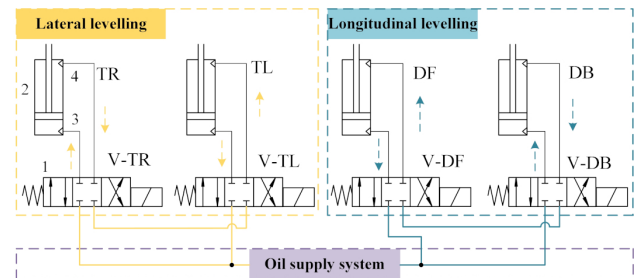 Lateral levelling
Longitudinal levelling
2
4
TR
TL
DF
DB
3
1
V-TR
V-TL
V-DF
V-DB
Oil supply system